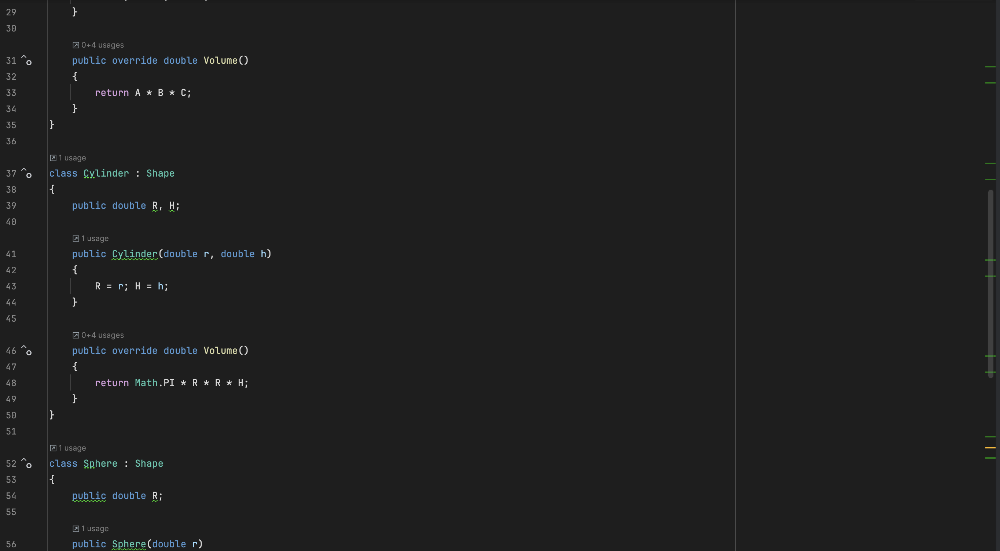 29 }
30
0+4 usages
31 public override double Volume()
32 {
33 return A * B * C;
34 }
35 }
36
1 usage
37 class Cylinder : Shape
38 {
39 public double R, H;
40
1 usage
41 public Cylinder(double r, double h)
42 {
43 R = r; H = h;
44 }
45
0+4 usages
46 public override double Volume()
47 {
48 return Math.PI * R * R * H;
49 }
50 }
51
1 usage
52 class Sphere : Shape
53 {
54 public double R;
55
1 usage
56 public Sphere(double r)